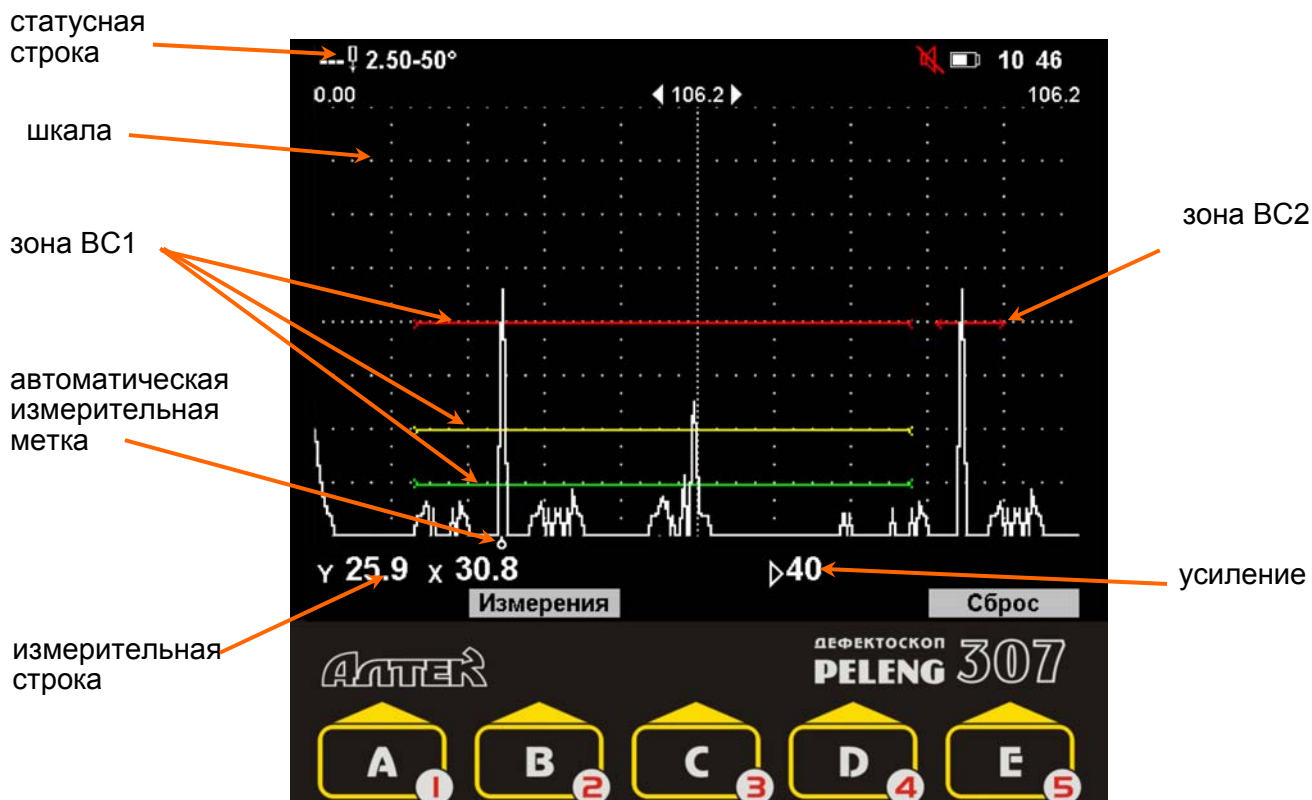 статусная
строка
--- 2.50-50°
10 46
0.00
106.2
106.2
шкала
зона ВС1
зона ВС2
автоматическая
измерительная
метка
Y 25.9 X 30.8
40
усиление
Измерения
Сброс
измерительная
строка
АЛТЕК
ДЕФЕКТОСКОП
PELENG 307
A 1
B 2
C 3
D 4
E 5